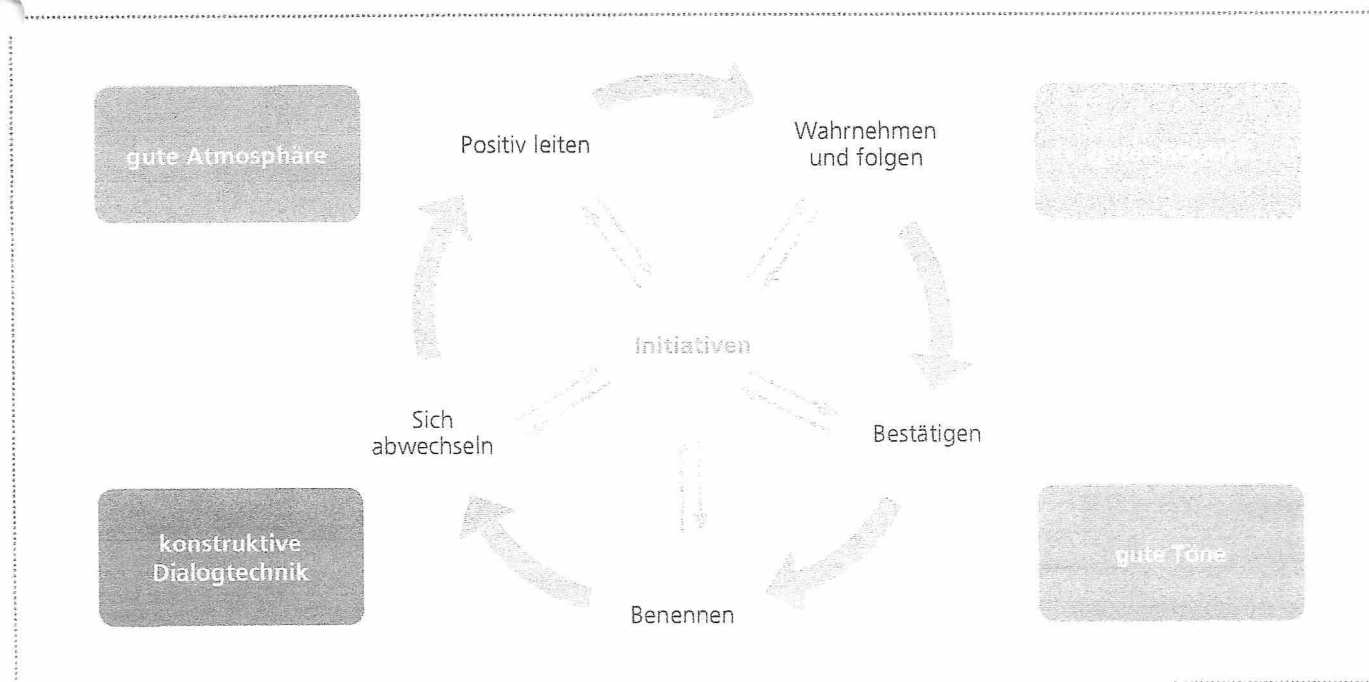 gute Atmosphäre
Positiv leiten
Wahrnehmen
und folgen
Initiativen
Sich
abwechseln
Bestätigen
konstruktive
Dialogtechnik
gute Töne
Benennen